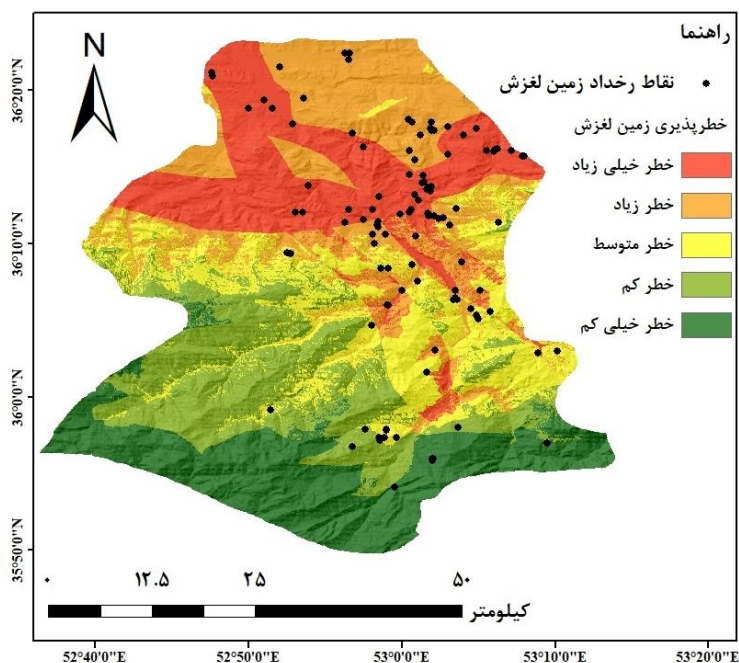 راهنما
نقاط رخداد زمین لغزش
خطرپذیری زمین لغزش
خطر خیلی زیاد
خطر زیاد
خطر متوسط
خطر کم
خطر خیلی کم
N
36°20'0"N
36°10'0"N
36°0'0"N
35°50'0"N
۰ ۱۲.۵ ۲۵ ۵۰
کیلومتر
52°40'0"E 52°50'0"E 53°0'0"E 53°10'0"E 53°20'0"E